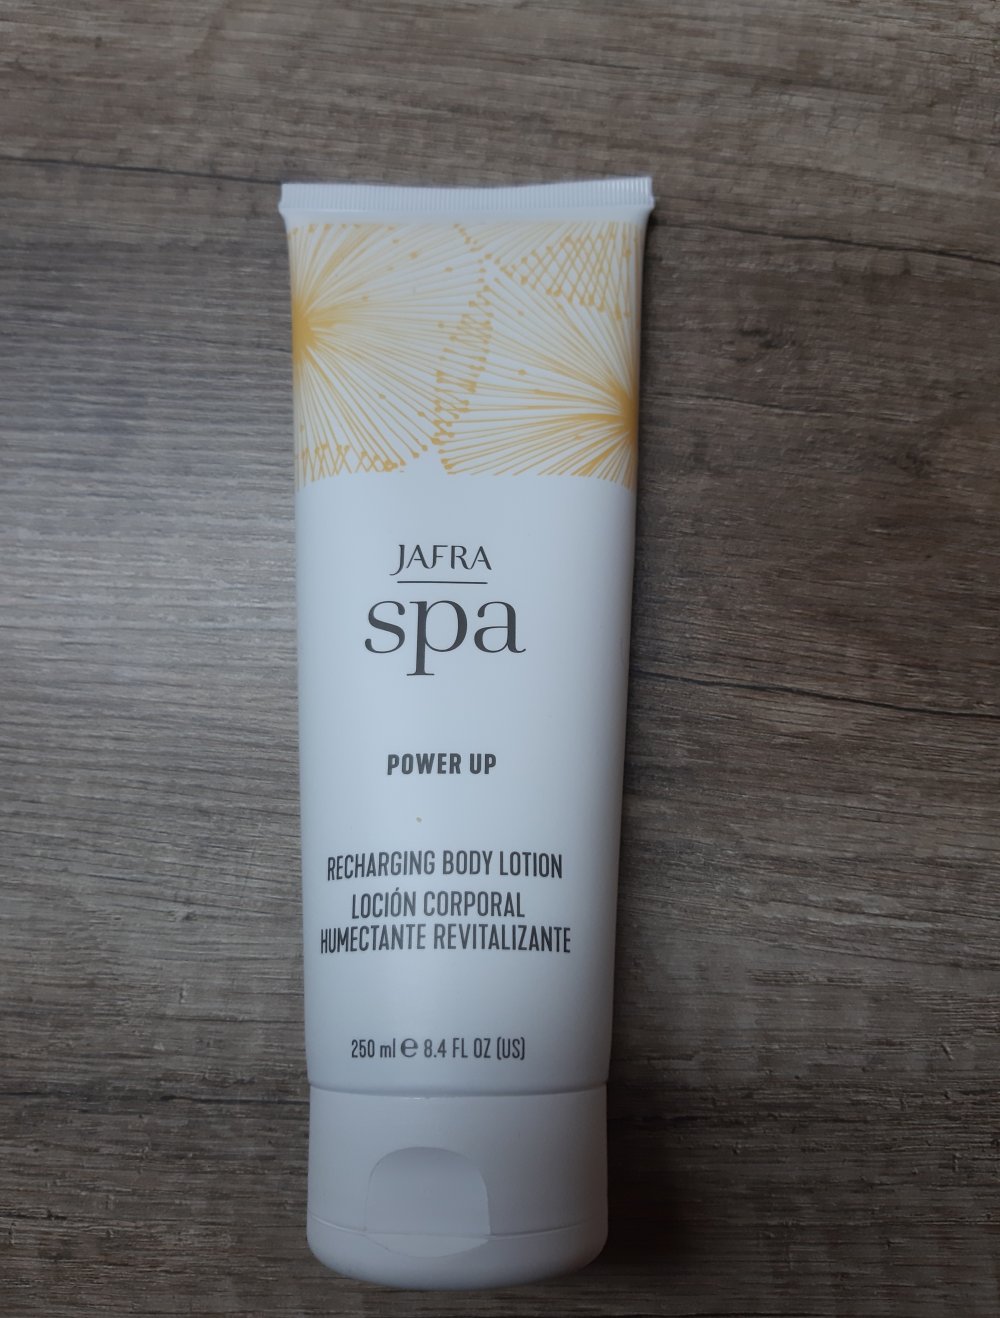 JAFRA
spa
POWER UP
RECHARGING BODY LOTION
LOCIÓN CORPORAL
HUMECTANTE REVITALIZANTE
250 ml ℮ 8.4 FL OZ (US)